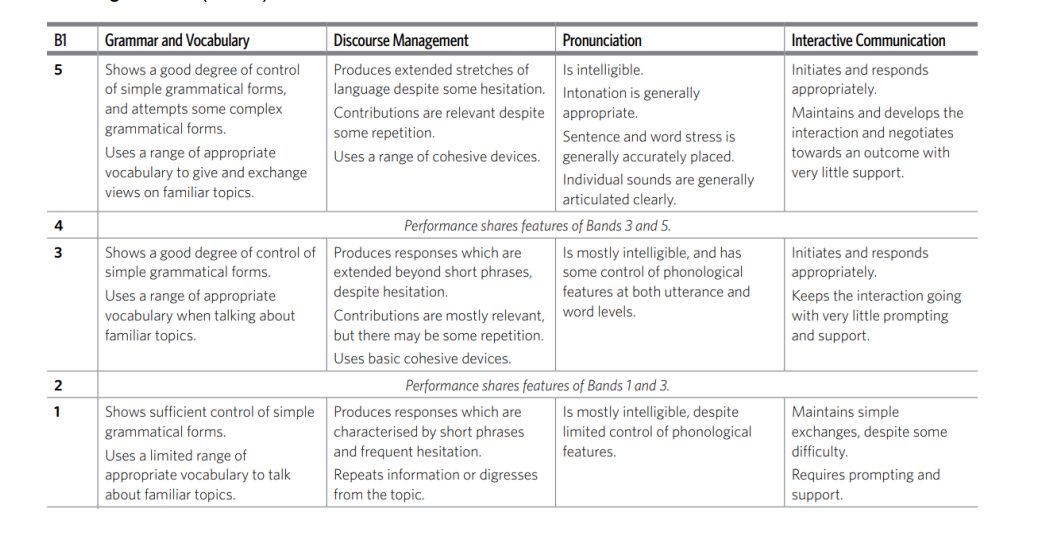 B1 Grammar and Vocabulary Discourse Management Pronunciation Interactive Communication
5
Shows a good degree of control
of simple grammatical forms,
and attempts some complex
grammatical forms.
Uses a range of appropriate
vocabulary to give and exchange
views on familiar topics.
Produces extended stretches of
language despite some hesitation.
Contributions are relevant despite
some repetition.
Uses a range of cohesive devices.
Is intelligible.
Intonation is generally
appropriate.
Sentence and word stress is
generally accurately placed.
Individual sounds are generally
articulated clearly.
Initiates and responds
appropriately.
Maintains and develops the
interaction and negotiates
towards an outcome with
very little support.
4 Performance shares features of Bands 3 and 5.
3
Shows a good degree of control of
simple grammatical forms.
Uses a range of appropriate
vocabulary when talking about
familiar topics.
Produces responses which are
extended beyond short phrases,
despite hesitation.
Contributions are mostly relevant,
but there may be some repetition.
Uses basic cohesive devices.
Is mostly intelligible, and has
some control of phonological
features at both utterance and
word levels.
Initiates and responds
appropriately.
Keeps the interaction going
with very little prompting
and support.
2 Performance shares features of Bands 1 and 3.
1
Shows sufficient control of simple
grammatical forms.
Uses a limited range of
appropriate vocabulary to talk
about familiar topics.
Produces responses which are
characterised by short phrases
and frequent hesitation.
Repeats information or digresses
from the topic.
Is mostly intelligible, despite
limited control of phonological
features.
Maintains simple
exchanges, despite some
difficulty.
Requires prompting and
support.